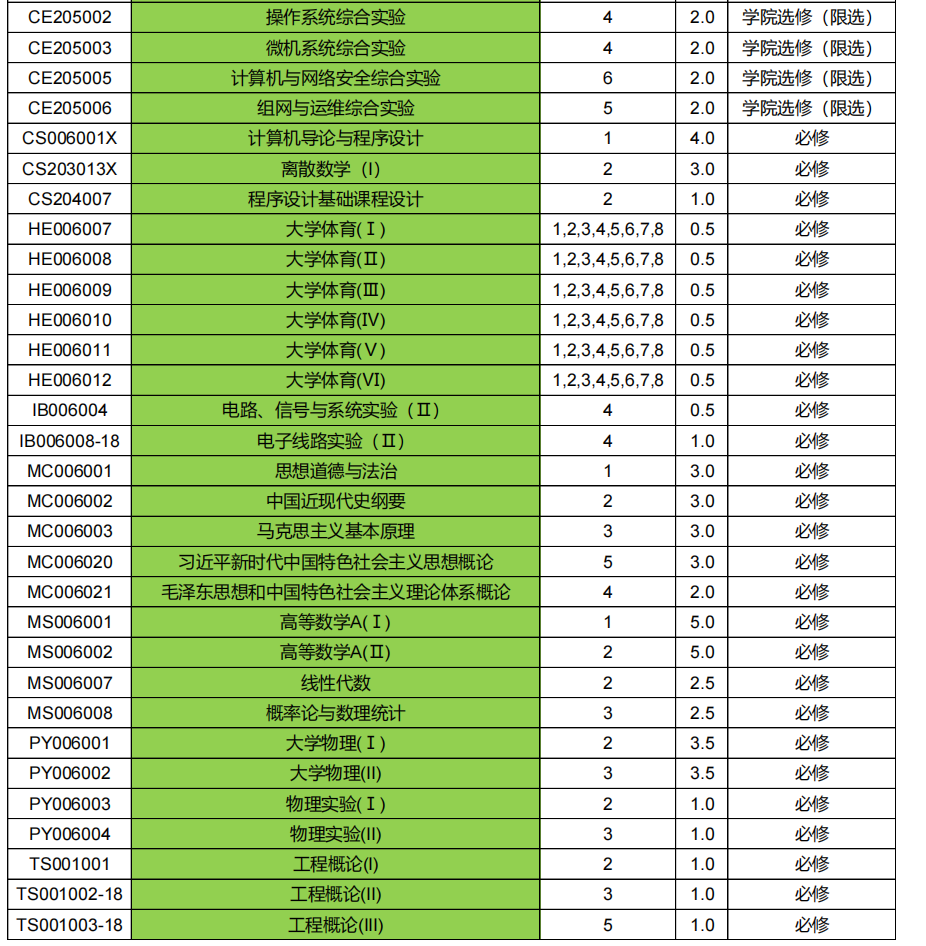 CE205002 操作系统综合实验 4 2.0 学院选修（限选）
CE205003 微机系统综合实验 4 2.0 学院选修（限选）
CE205005 计算机与网络安全综合实验 6 2.0 学院选修（限选）
CE205006 组网与运维综合实验 5 2.0 学院选修（限选）
CS006001X 计算机导论与程序设计 1 4.0 必修
CS203013X 离散数学（I） 2 3.0 必修
CS204007 程序设计基础课程设计 2 1.0 必修
HE006007 大学体育(Ⅰ) 1,2,3,4,5,6,7,8 0.5 必修
HE006008 大学体育(Ⅱ) 1,2,3,4,5,6,7,8 0.5 必修
HE006009 大学体育(Ⅲ) 1,2,3,4,5,6,7,8 0.5 必修
HE006010 大学体育(Ⅳ) 1,2,3,4,5,6,7,8 0.5 必修
HE006011 大学体育(Ⅴ) 1,2,3,4,5,6,7,8 0.5 必修
HE006012 大学体育(Ⅵ) 1,2,3,4,5,6,7,8 0.5 必修
IB006004 电路、信号与系统实验（Ⅱ） 4 0.5 必修
IB006008-18 电子线路实验（Ⅱ） 4 1.0 必修
MC006001 思想道德与法治 1 3.0 必修
MC006002 中国近现代史纲要 2 3.0 必修
MC006003 马克思主义基本原理 3 3.0 必修
MC006020 习近平新时代中国特色社会主义思想概论 5 3.0 必修
MC006021 毛泽东思想和中国特色社会主义理论体系概论 4 2.0 必修
MS006001 高等数学A(Ⅰ) 1 5.0 必修
MS006002 高等数学A(Ⅱ) 2 5.0 必修
MS006007 线性代数 2 2.5 必修
MS006008 概率论与数理统计 3 2.5 必修
PY006001 大学物理(Ⅰ) 2 3.5 必修
PY006002 大学物理(II) 3 3.5 必修
PY006003 物理实验(Ⅰ) 2 1.0 必修
PY006004 物理实验(II) 3 1.0 必修
TS001001 工程概论(I) 2 1.0 必修
TS001002-18 工程概论(II) 3 1.0 必修
TS001003-18 工程概论(III) 5 1.0 必修